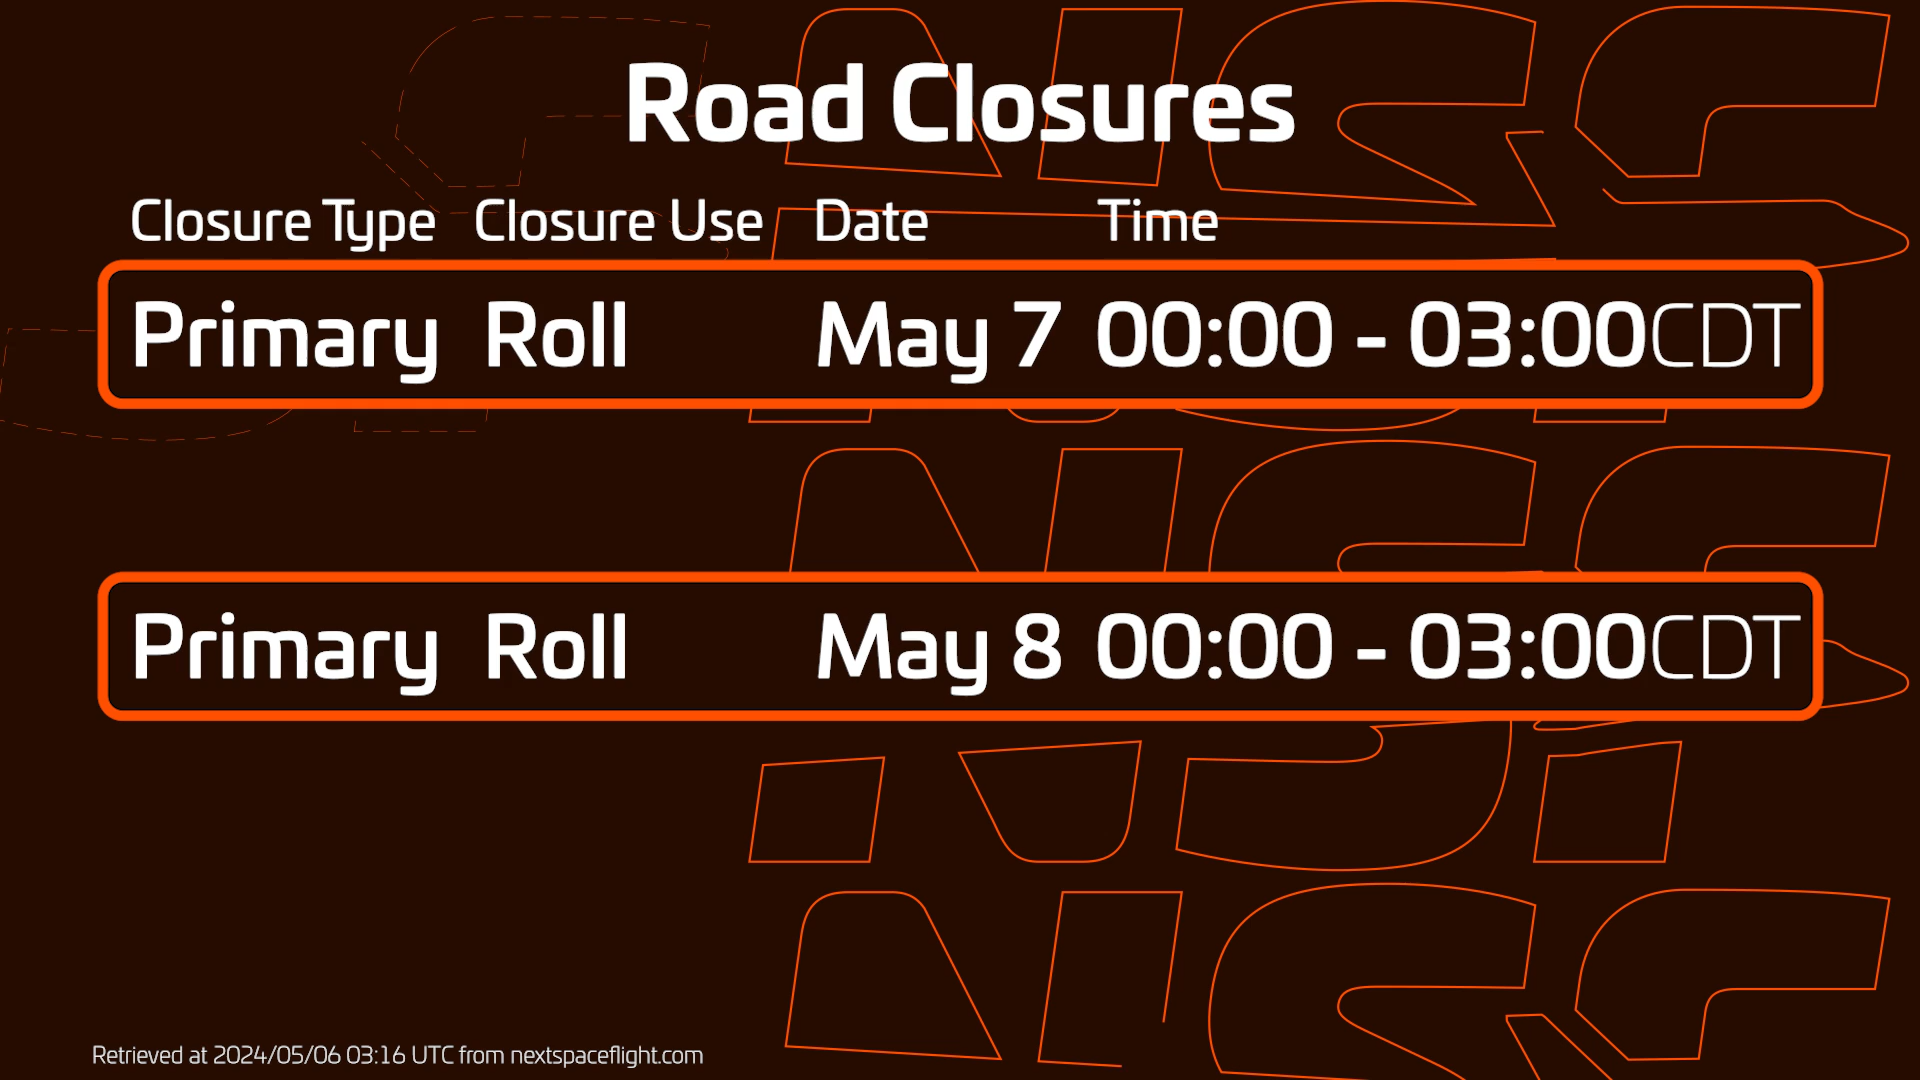 Road Closures
Closure Type Closure Use Date Time
Primary Roll May 7 00:00 - 03:00CDT
Primary Roll May 8 00:00 - 03:00CDT
Retrieved at 2024/05/06 03:16 UTC from nextspaceflight.com